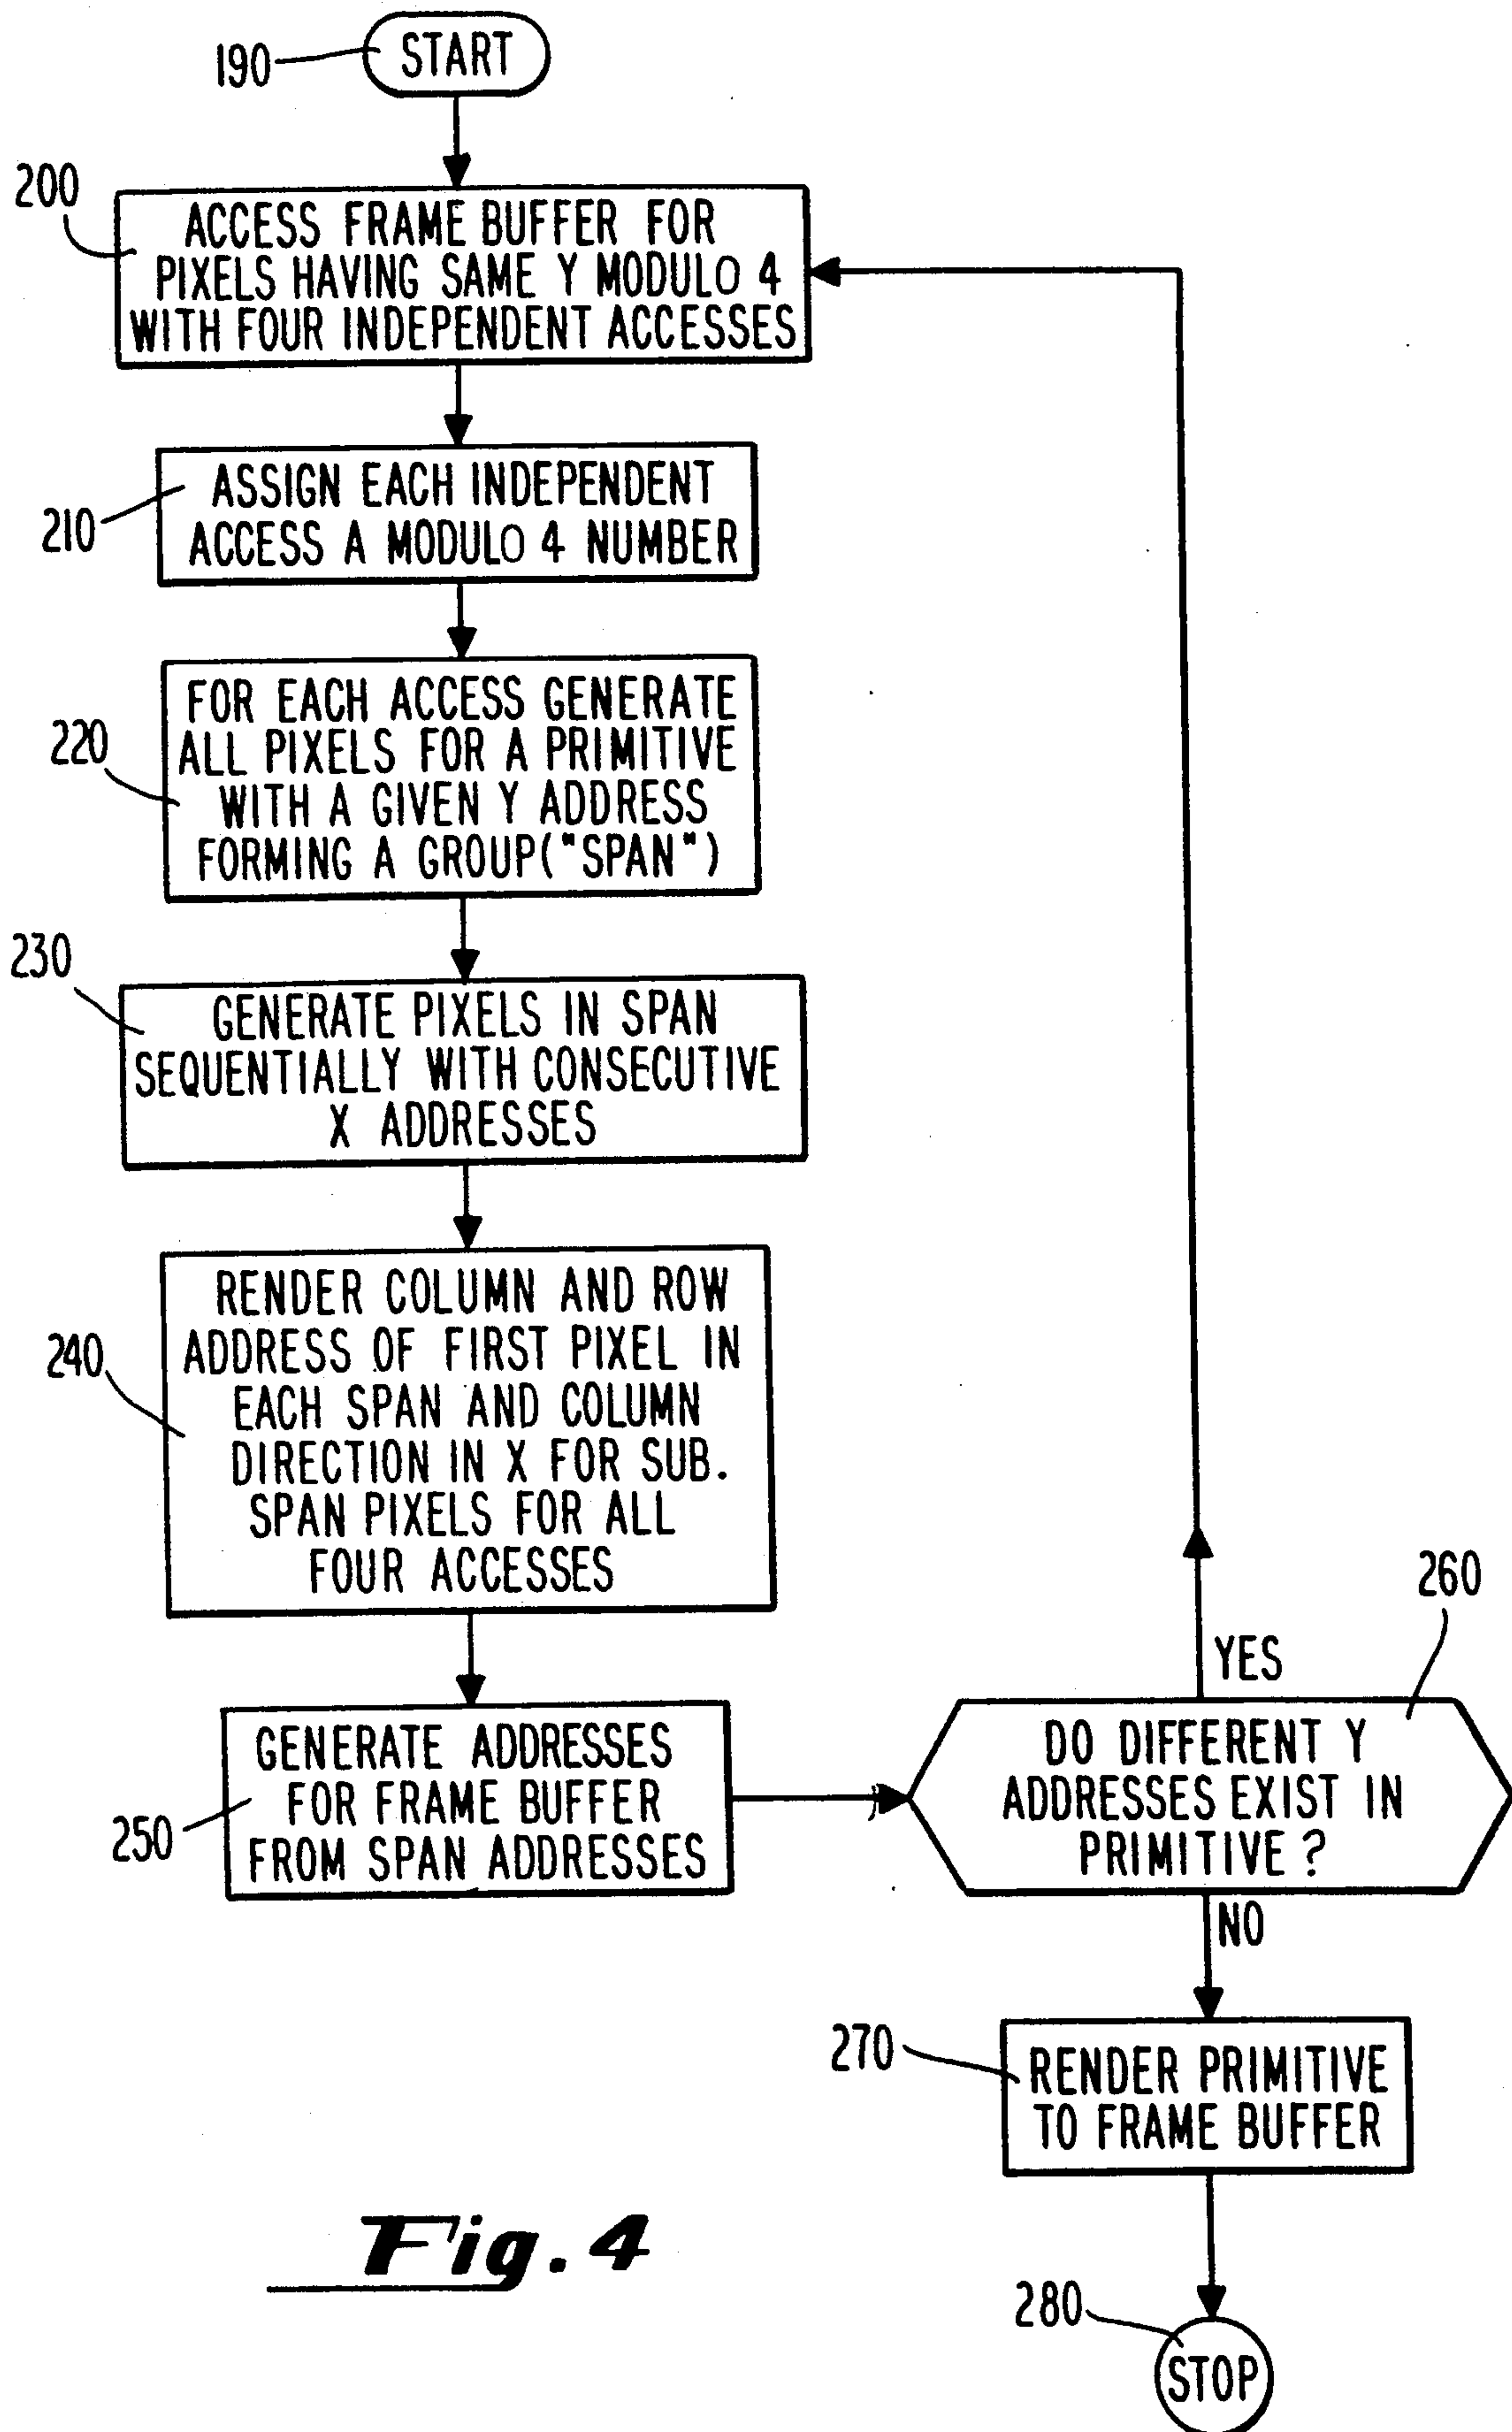 190
START
200
ACCESS FRAME BUFFER FOR
PIXELS HAVING SAME Y MODULO 4
WITH FOUR INDEPENDENT ACCESSES
210
ASSIGN EACH INDEPENDENT
ACCESS A MODULO 4 NUMBER
220
FOR EACH ACCESS GENERATE
ALL PIXELS FOR A PRIMITIVE
WITH A GIVEN Y ADDRESS
FORMING A GROUP("SPAN")
230
GENERATE PIXELS IN SPAN
SEQUENTIALLY WITH CONSECUTIVE
X ADDRESSES
240
RENDER COLUMN AND ROW
ADDRESS OF FIRST PIXEL IN
EACH SPAN AND COLUMN
DIRECTION IN X FOR SUB.
SPAN PIXELS FOR ALL
FOUR ACCESSES
250
GENERATE ADDRESSES
FOR FRAME BUFFER
FROM SPAN ADDRESSES
260
YES
DO DIFFERENT Y
ADDRESSES EXIST IN
PRIMITIVE?
NO
270
RENDER PRIMITIVE
TO FRAME BUFFER
280
STOP
Fig. 4